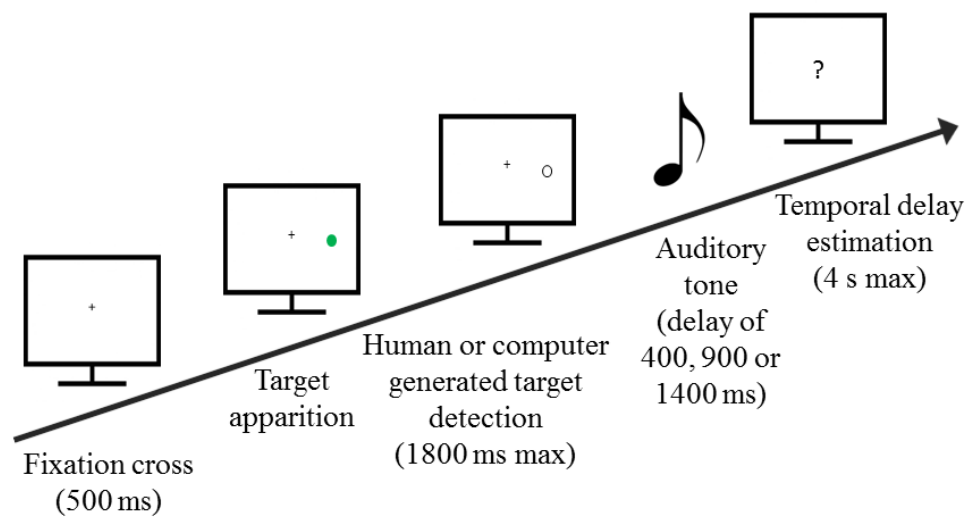 Fixation cross
(500 ms)
Target
apparition
Human or computer
generated target
detection
(1800 ms max)
Auditory
tone
(delay of
400, 900 or
1400 ms)
?
Temporal delay
estimation
(4 s max)